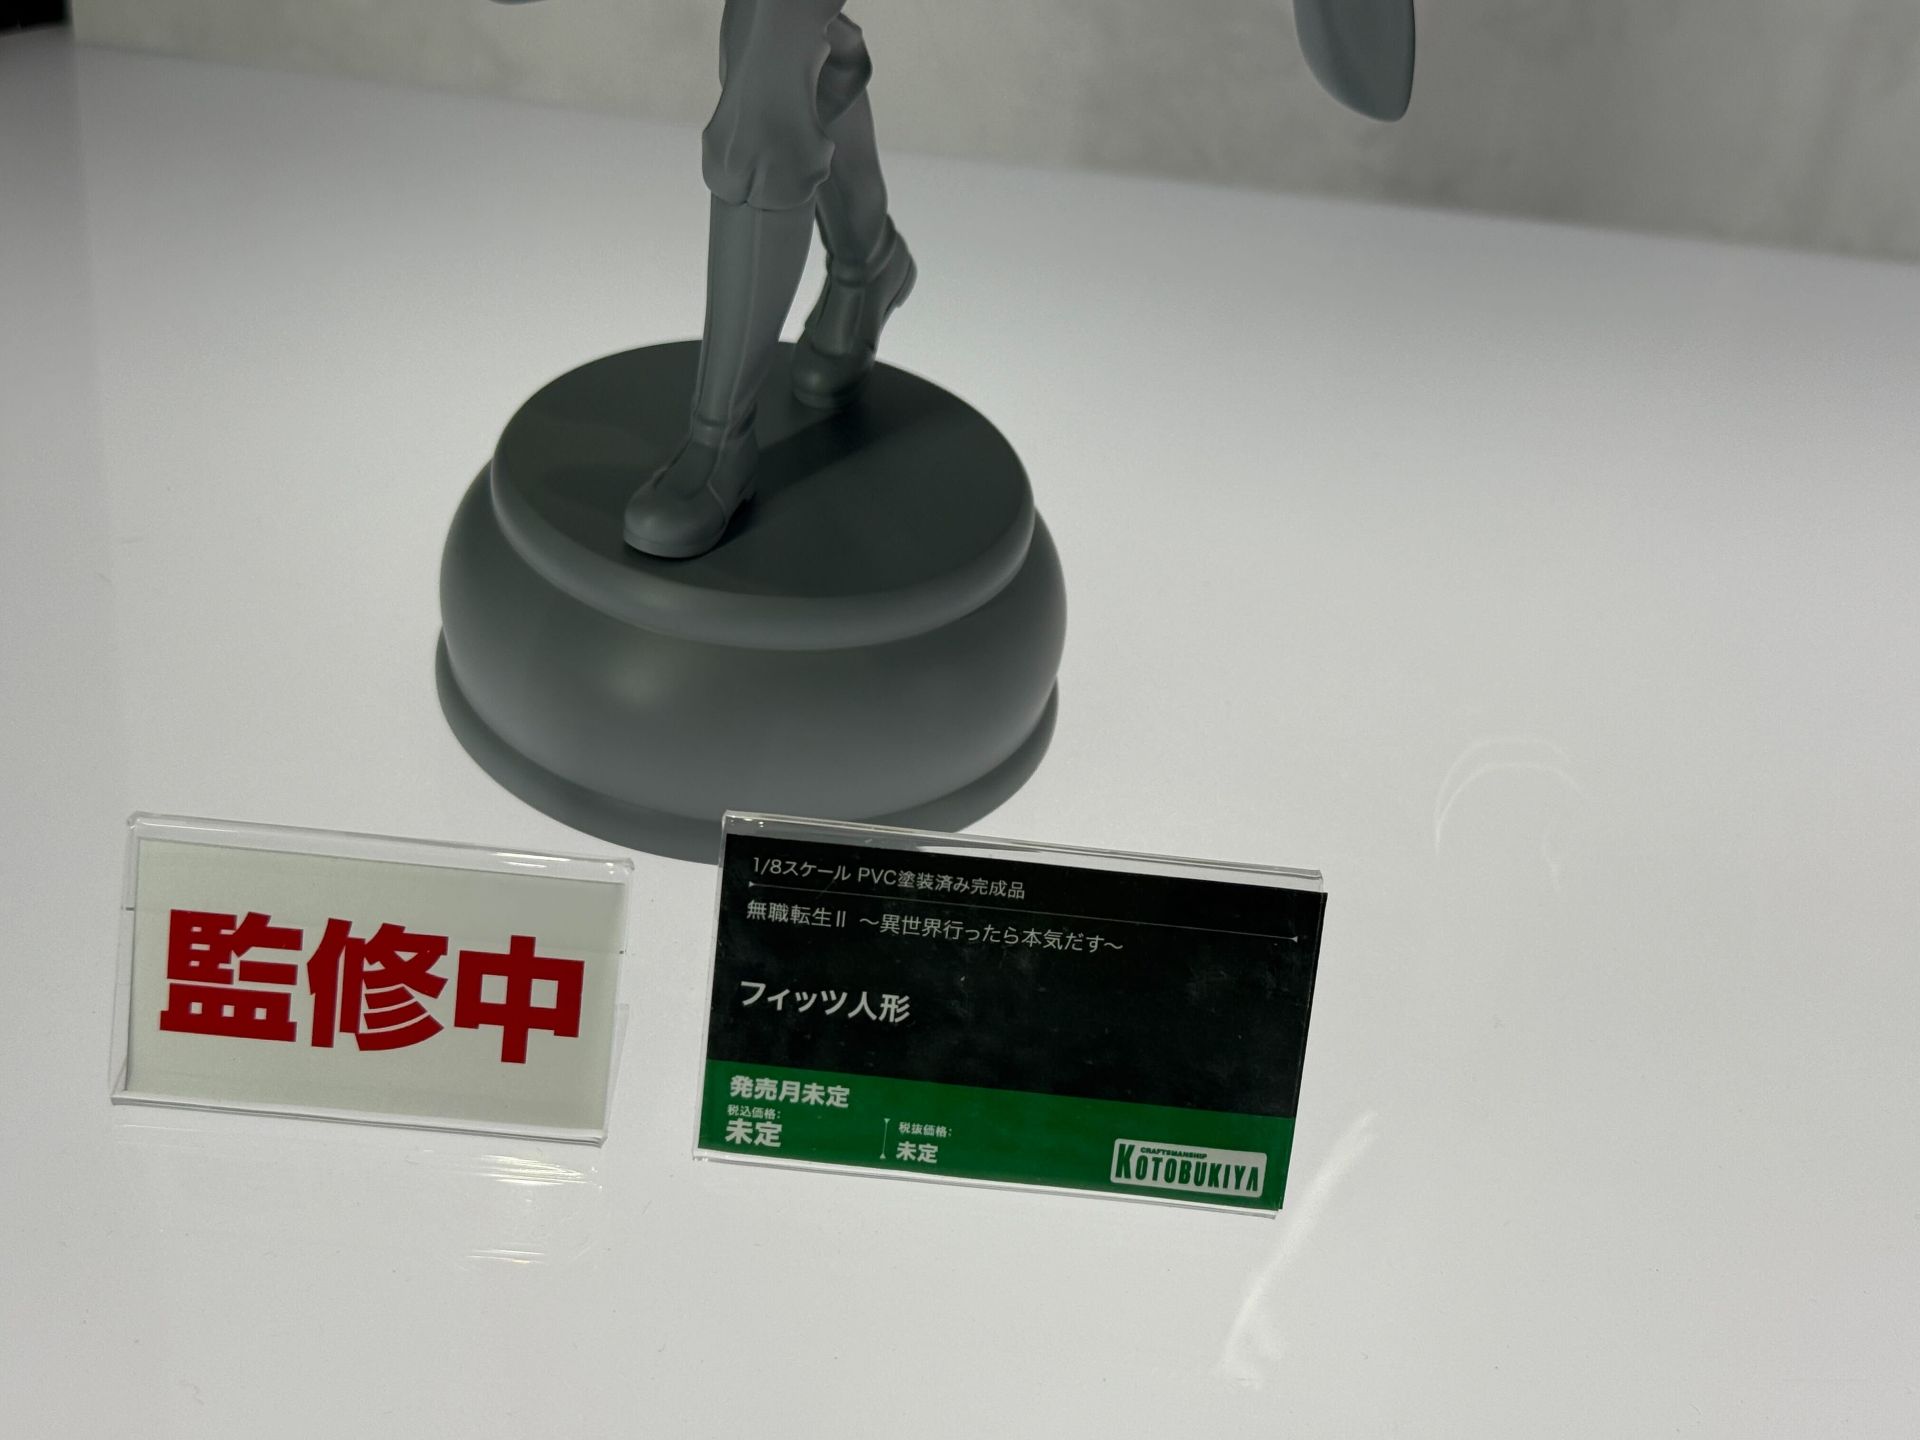 監修中
1/8スケール PVC塗装済み完成品
無職転生Ⅱ ～異世界行ったら本気だす～
フィッツ人形
発売月未定
税込価格:
未定
税抜価格:
未定
CRAFTSMANSHIP
KOTOBUKIYA